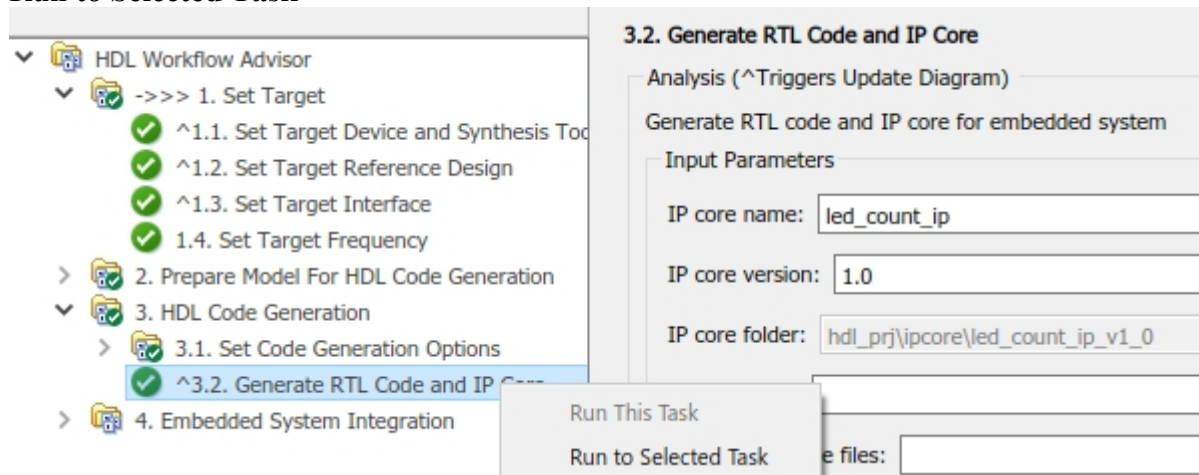 Run to Selected Task
HDL Workflow Advisor
->>> 1. Set Target
^1.1. Set Target Device and Synthesis Too
^1.2. Set Target Reference Design
^1.3. Set Target Interface
1.4. Set Target Frequency
2. Prepare Model For HDL Code Generation
3. HDL Code Generation
3.1. Set Code Generation Options
^3.2. Generate RTL Code and IP Core
4. Embedded System Integration
3.2. Generate RTL Code and IP Core
Analysis (^Triggers Update Diagram)
Generate RTL code and IP core for embedded system
Input Parameters
IP core name: led_count_ip
IP core version: 1.0
IP core folder: hdl_prj\ipcore\led_count_ip_v1_0
Run This Task
Run to Selected Task
e files: